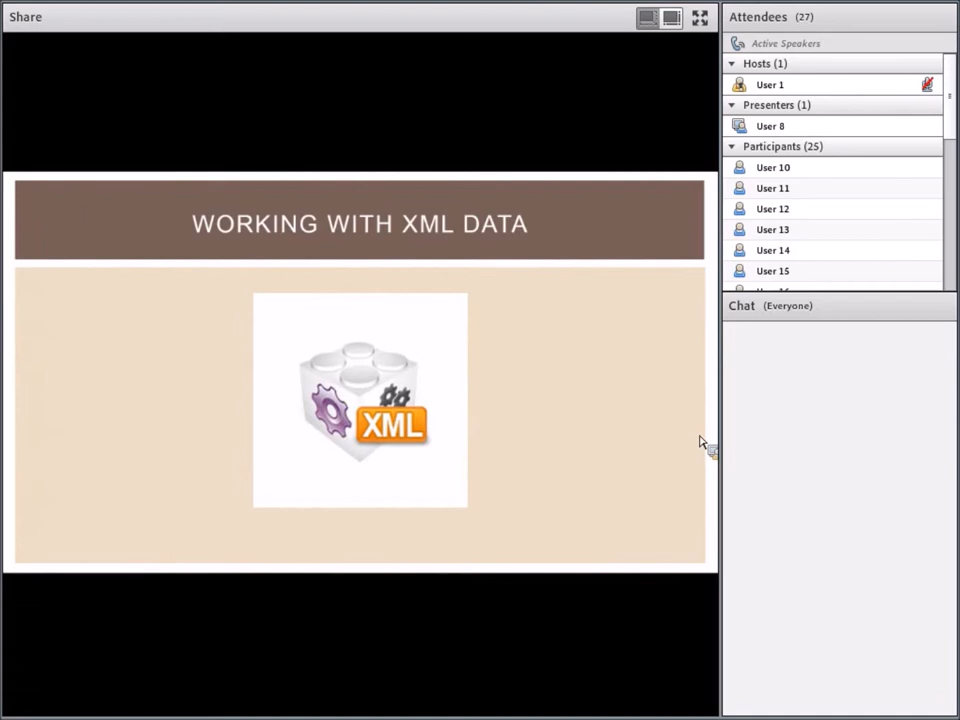 Share
Attendees (27)
Active Speakers
Hosts (1)
User 1
Presenters (1)
User 8
Participants (25)
User 10
User 11
User 12
User 13
User 14
User 15
Chat (Everyone)
WORKING WITH XML DATA
XML